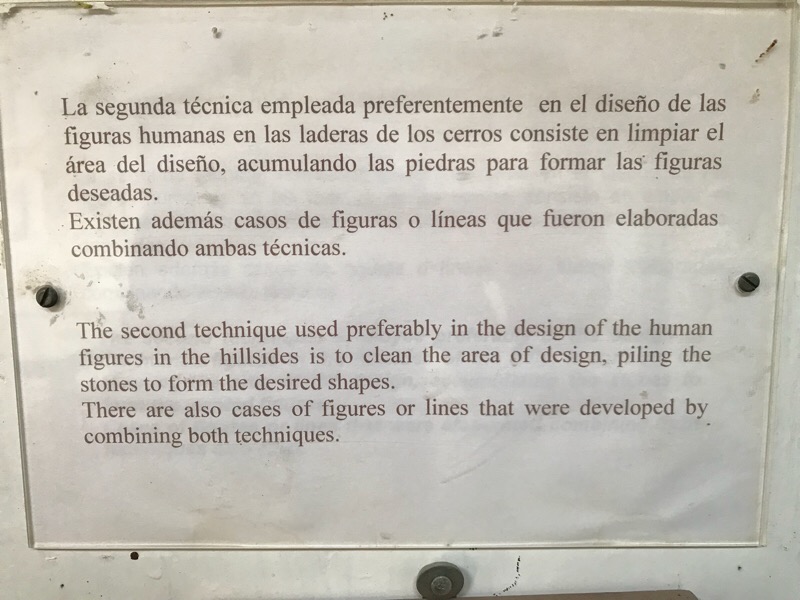 La segunda técnica empleada preferentemente en el diseño de las
figuras humanas en las laderas de los cerros consiste en limpiar el
área del diseño, acumulando las piedras para formar las figuras
deseadas.
Existen además casos de figuras o líneas que fueron elaboradas
combinando ambas técnicas.
The second technique used preferably in the design of the human
figures in the hillsides is to clean the area of design, piling the
stones to form the desired shapes.
There are also cases of figures or lines that were developed by
combining both techniques.